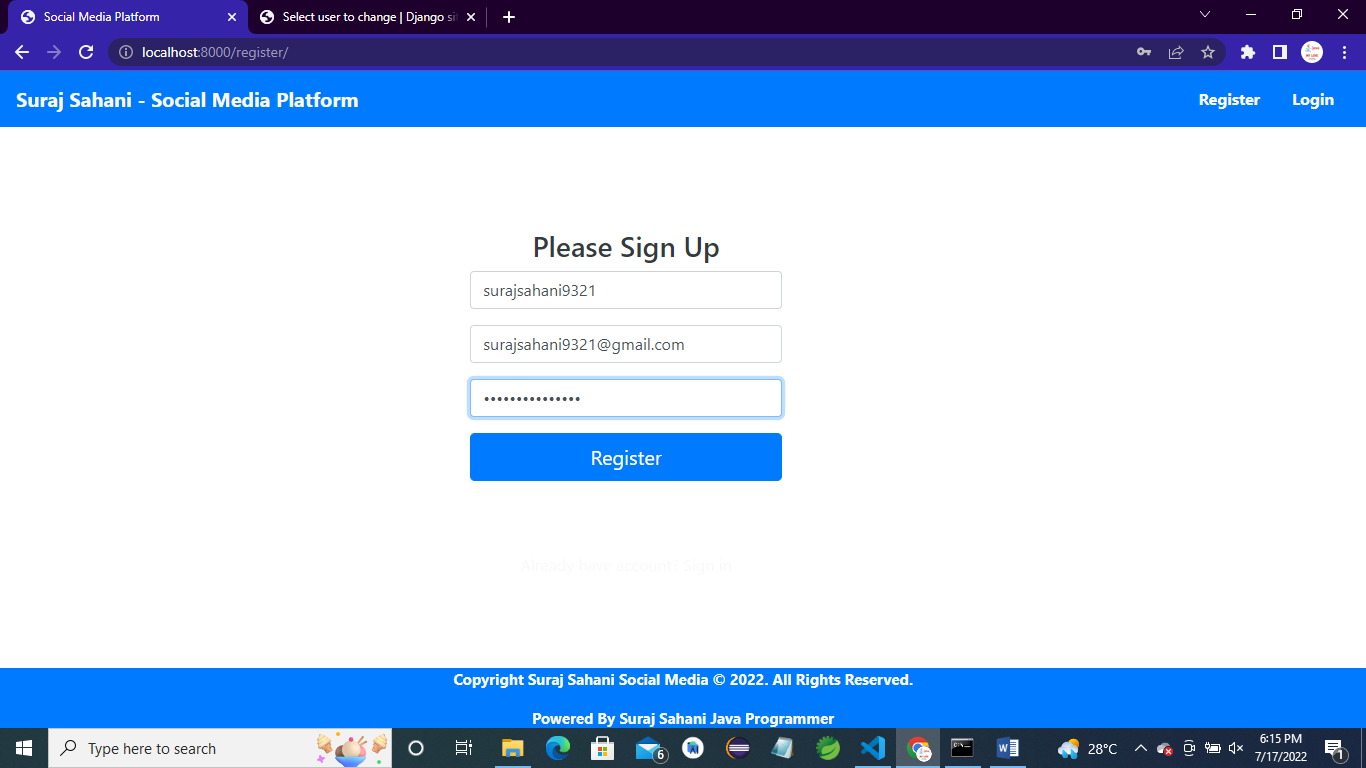 Social Media Platform
Select user to change | Django si
localhost:8000/register/
Suraj Sahani - Social Media Platform
Register
Login
Please Sign Up
surajsahani9321
surajsahani9321@gmail.com
•••••••••••••••
Register
Already have account? Sign in
Copyright Suraj Sahani Social Media © 2022. All Rights Reserved.
Powered By Suraj Sahani Java Programmer
Type here to search
6
28°C
6:15 PM
7/17/2022
1